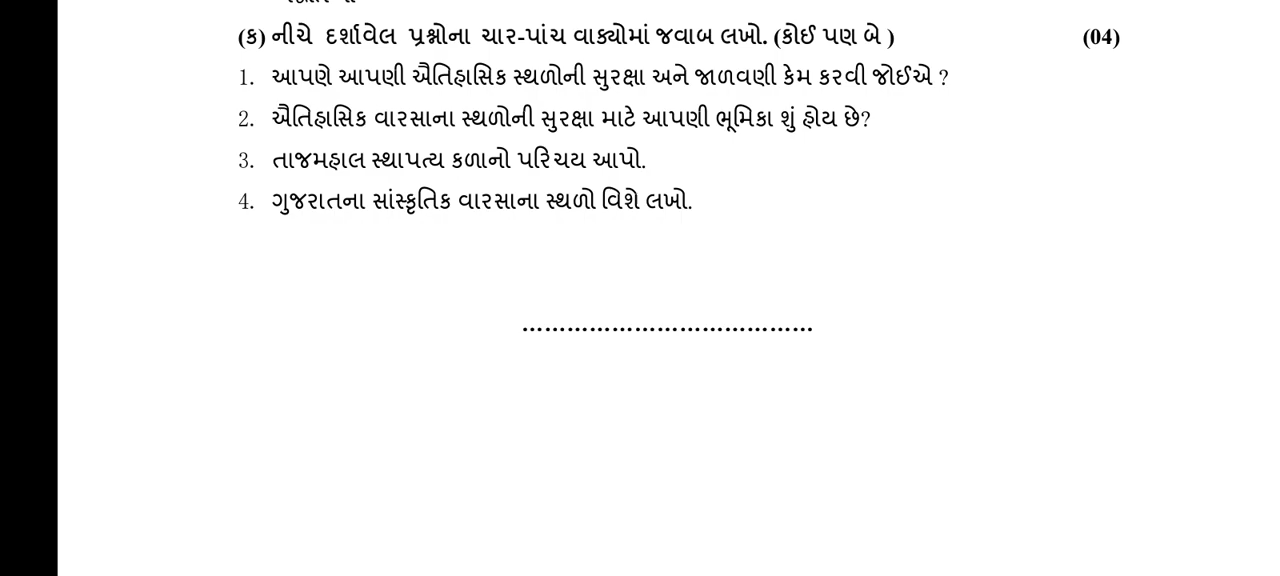 (ક) નીચે દર્શાવેલ પ્રશ્નોના ચાર-પાંચ વાક્યોમાં જવાબ લખો. (કોઈ પણ બે ) (04)
1. આપણે આપણી ઐતિહાસિક સ્થળોની સુરક્ષા અને જાળવણી કેમ કરવી જોઈએ ?
2. ઐતિહાસિક વારસાના સ્થળોની સુરક્ષા માટે આપણી ભૂમિકા શું હોય છે?
3. તાજમહાલ સ્થાપત્ય કળાનો પરિચય આપો.
4. ગુજરાતના સાંસ્કૃતિક વારસાના સ્થળો વિશે લખો.
.......................................